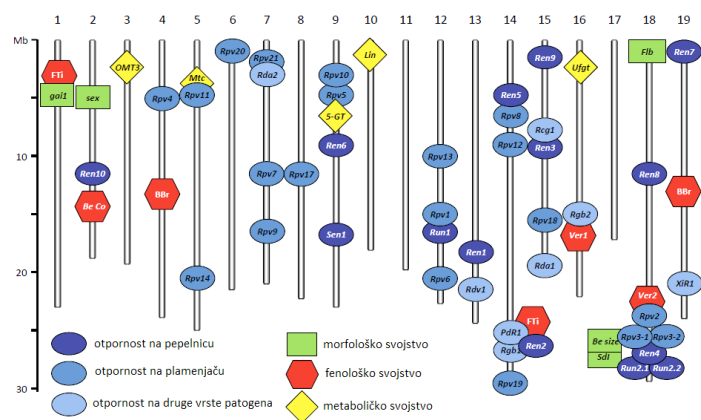 1 2 3 4 5 6 7 8 9 10 11 12 13 14 15 16 17 18 19
Mb
Rpv20 Lin Flb Ren7
FTi OMT3 Rpv21 Ren9
gai1 sex Mtc Rda2 Rpv10 Ufgt
Rpv4 Rpv11 Rpv5 Ren5
5-GT Rpv8 Rcg1
10 Ren6 Rpv12 Ren3
Ren10 Rpv7 Rpv17 Rpv13 Ren8
Be Co BBr BBr
Rpv9 Sen1 Rpv1 Rpv18 Rgb2
Run1 Ver1
20 Rpv14 Rpv6 Ren1 Rda1 XiR1
Rdv1 Ver2
FTi Rpv2
PdR1 Be size Rpv3-1 Rpv3-2
otpornost na pepelnicu morfološko svojstvo Ren2
Sdl Ren4
otpornost na plamenjaču fenološko svojstvo Run2.1 Run2.2
30 Rpv19
otpornost na druge vrste patogena metaboličko svojstvo